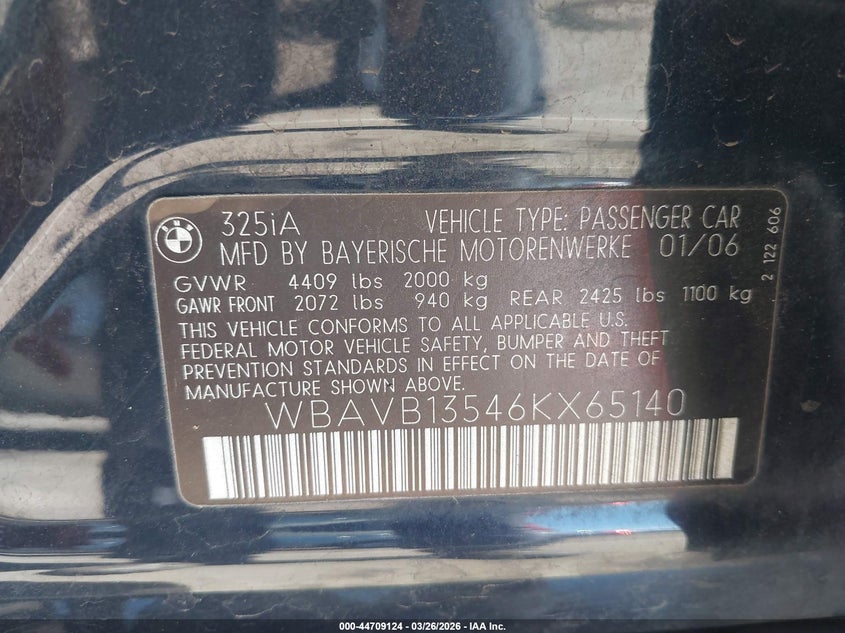 325iA VEHICLE TYPE: PASSENGER CAR
MFD BY BAYERISCHE MOTORENWERKE 01/06
GVWR 4409 lbs 2000 kg
GAWR FRONT 2072 lbs 940 kg REAR 2425 lbs 1100 kg
THIS VEHICLE CONFORMS TO ALL APPLICABLE U.S.
FEDERAL MOTOR VEHICLE SAFETY, BUMPER AND THEFT
PREVENTION STANDARDS IN EFFECT ON THE DATE OF
MANUFACTURE SHOWN ABOVE.
WBAVB13546KX65140
2 122 606
000-44709124 - 03/26/2026 - IAA Inc.